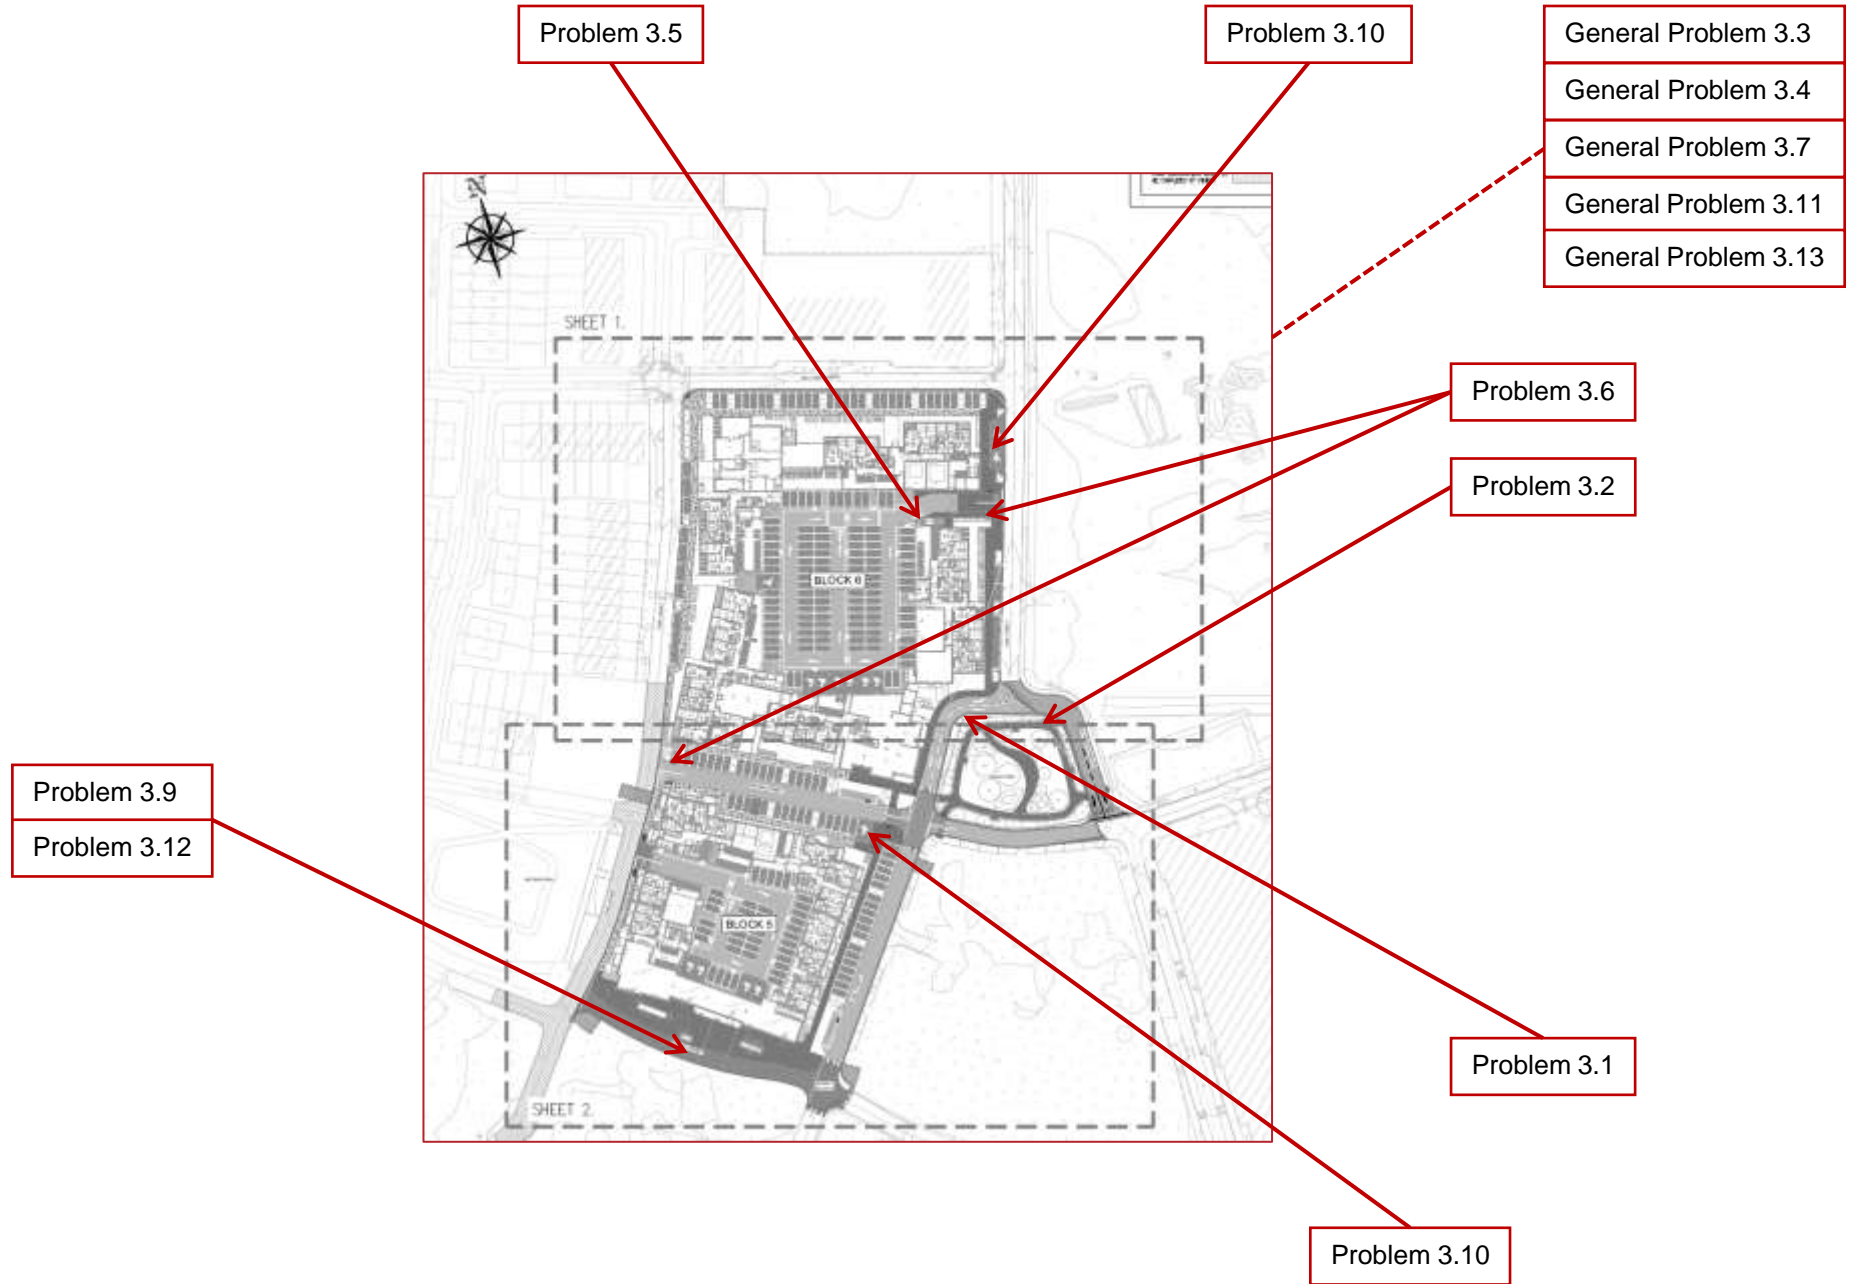 Problem 3.5
Problem 3.10
General Problem 3.3
General Problem 3.4
General Problem 3.7
General Problem 3.11
General Problem 3.13
SHEET 1.
Problem 3.6
Problem 3.2
BLOCK 6
Problem 3.9
Problem 3.12
BLOCK 5
Problem 3.1
SHEET 2.
Problem 3.10